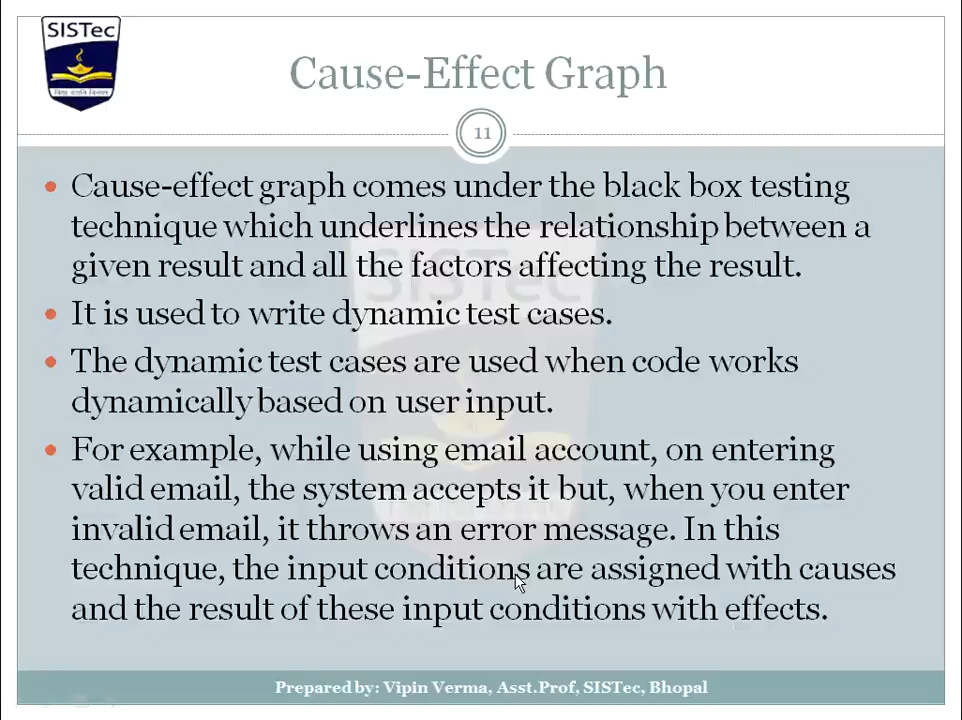 SISTec
Cause-Effect Graph
11
• Cause-effect graph comes under the black box testing
technique which underlines the relationship between a
given result and all the factors affecting the result.
• It is used to write dynamic test cases.
• The dynamic test cases are used when code works
dynamically based on user input.
• For example, while using email account, on entering
valid email, the system accepts it but, when you enter
invalid email, it throws an error message. In this
technique, the input conditions are assigned with causes
and the result of these input conditions with effects.
SISTec
Prepared by: Vipin Verma, Asst.Prof, SISTec, Bhopal